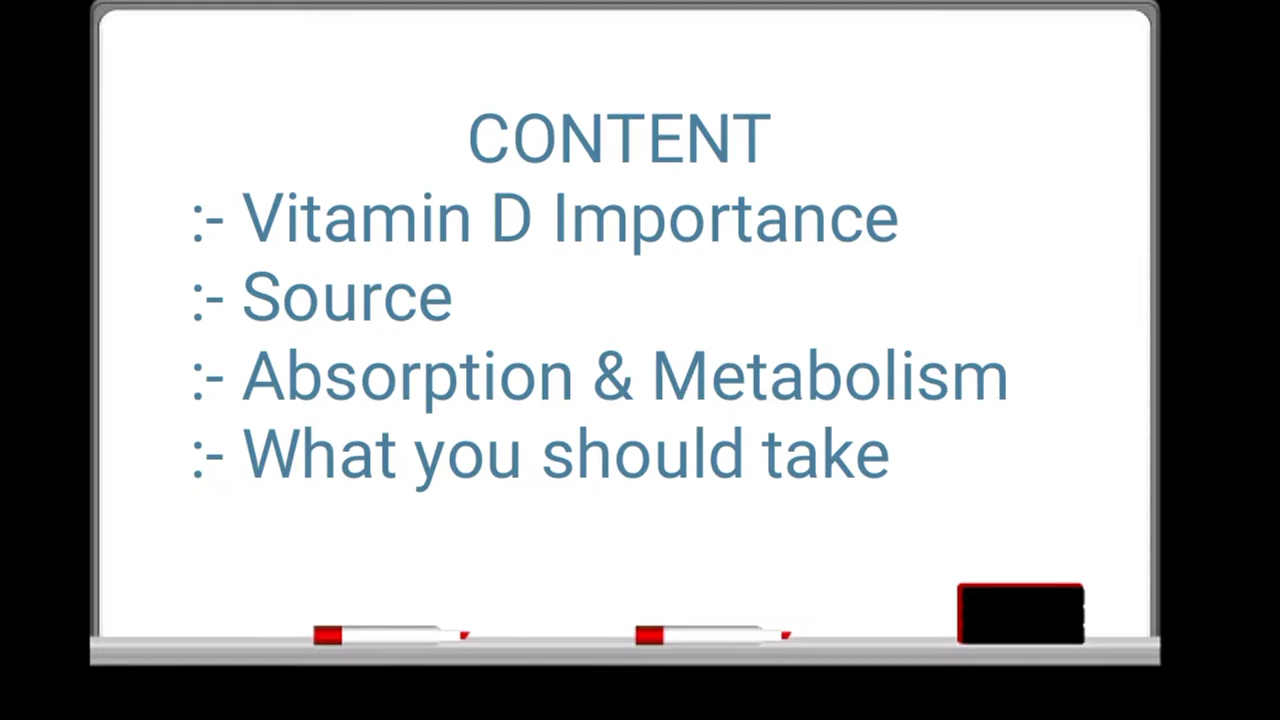 CONTENT
:- Vitamin D Importance
:- Source
:- Absorption & Metabolism
:- What you should take